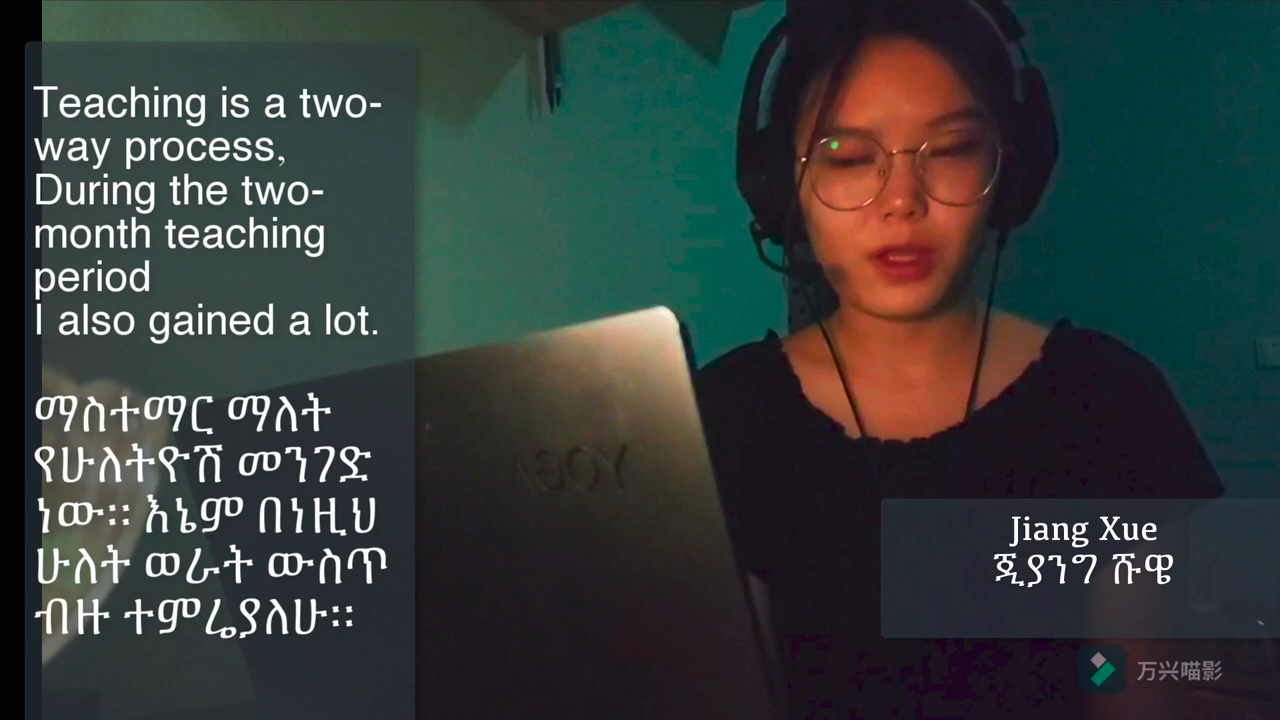 Teaching is a two-
way process,
During the two-
month teaching
period
I also gained a lot.
ማስተማር ማለት
የሁለትዮሽ መንገድ
ነው፡፡ እኔም በነዚህ
ሁለት ወራት ውስጥ
ብዙ ተምሬያለሁ፡፡
YOGA
Jiang Xue
ጂያንግ ሹዌ
万兴喵影